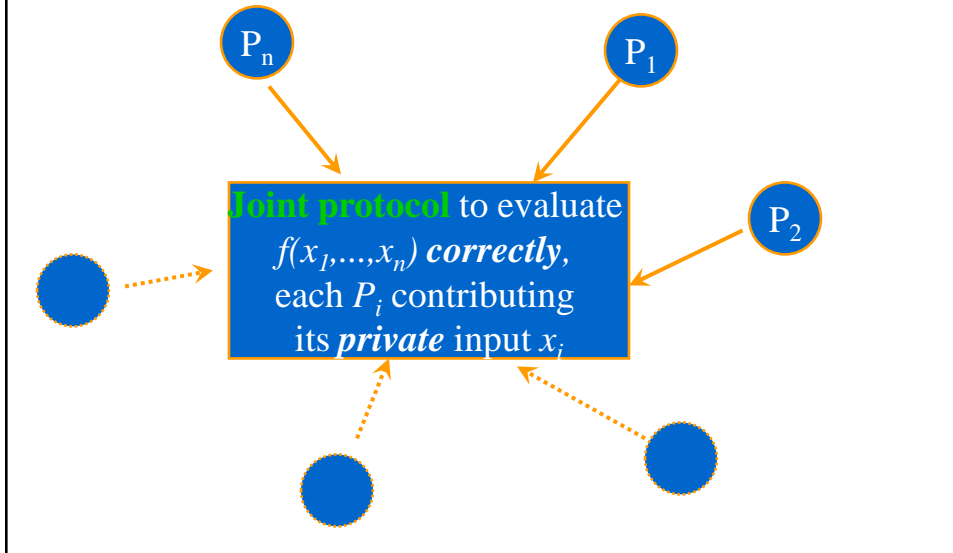 Pₙ
P₁
P₂
Joint protocol to evaluate
f(x₁,...,xₙ) correctly,
each Pᵢ contributing
its private input xᵢ